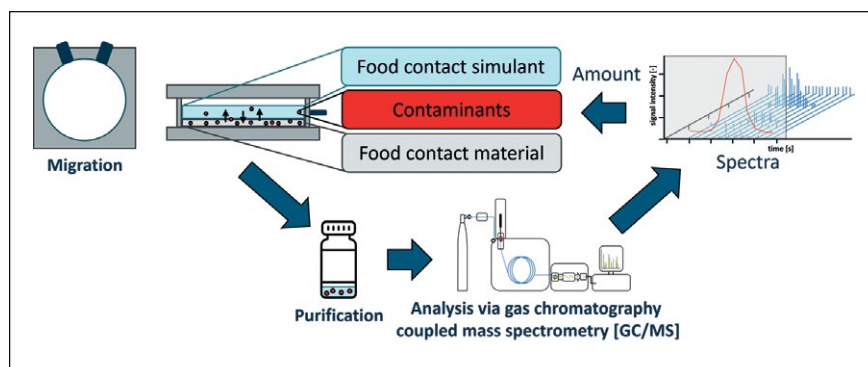 Food contact simulant
Contaminants
Food contact material
Migration
Amount
signal intensity [-]
time [s]
Spectra
Purification
Analysis via gas chromatography
coupled mass spectrometry [GC/MS]